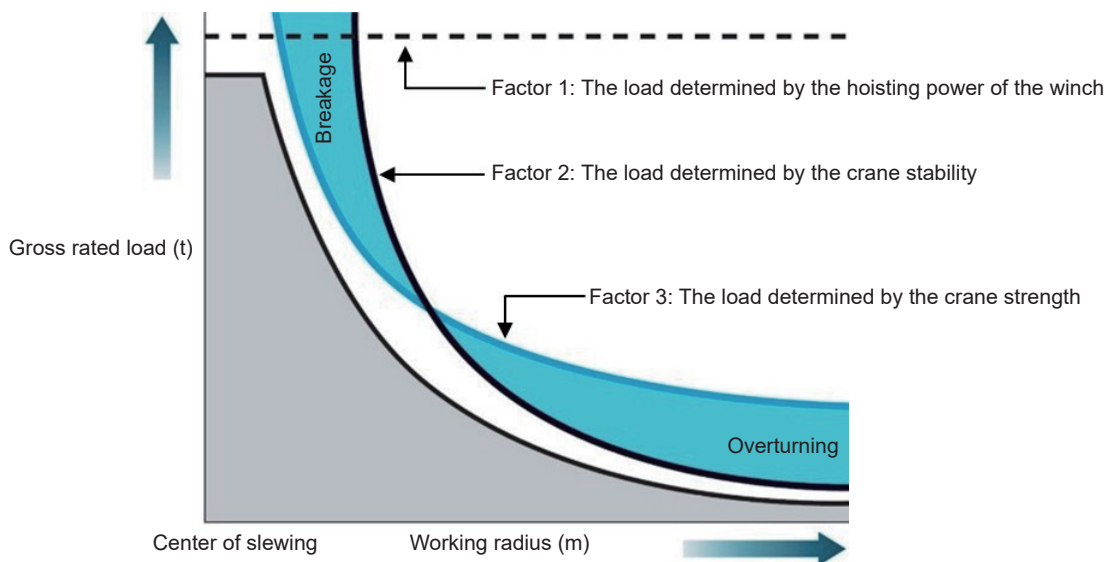 Factor 1: The load determined by the hoisting power of the winch
Breakage
Factor 2: The load determined by the crane stability
Gross rated load (t)
Factor 3: The load determined by the crane strength
Overturning
Center of slewing
Working radius (m)